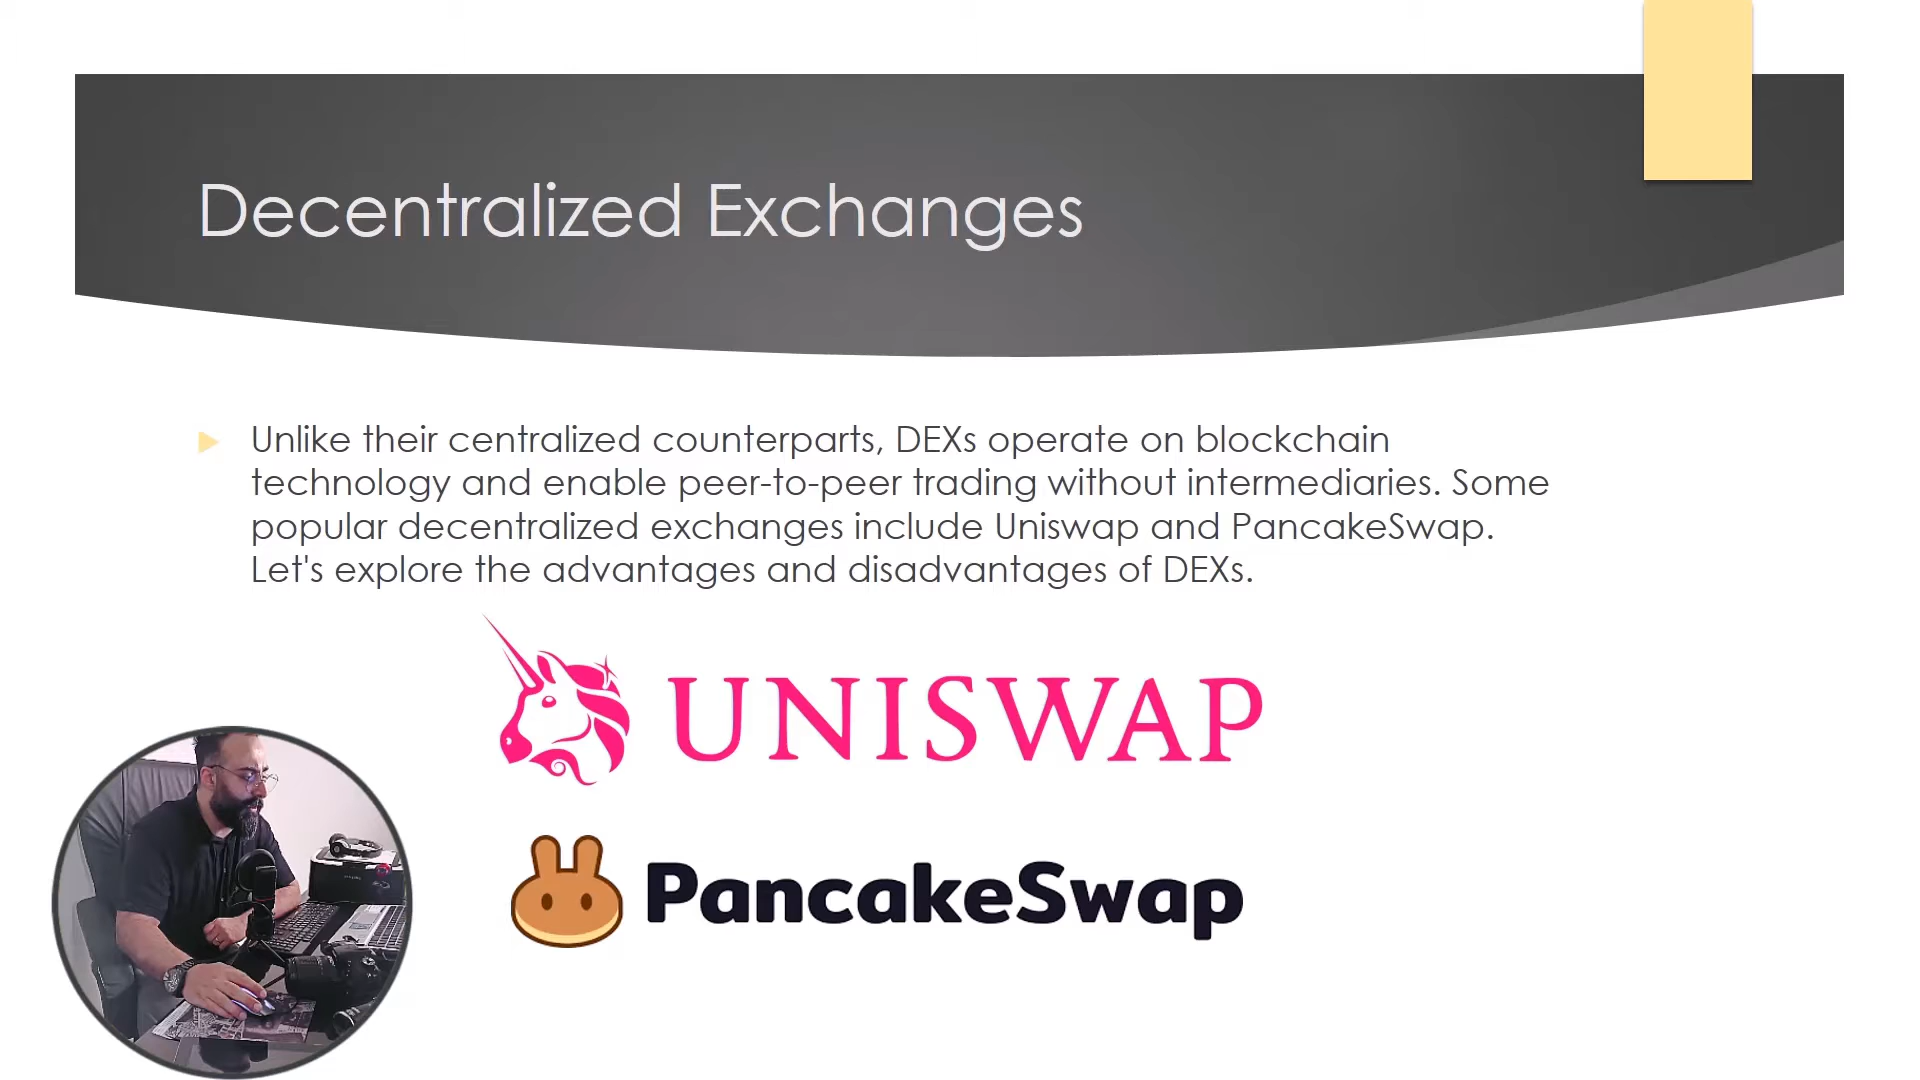 Decentralized Exchanges
Unlike their centralized counterparts, DEXs operate on blockchain
technology and enable peer-to-peer trading without intermediaries. Some
popular decentralized exchanges include Uniswap and PancakeSwap.
Let's explore the advantages and disadvantages of DEXs.
UNISWAP
PancakeSwap